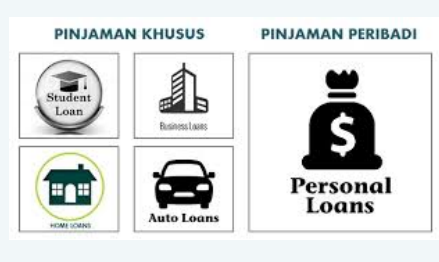 PINJAMAN KHUSUS
PINJAMAN PERIBADI
Student
Loan
Business Loans
HOME LOANS
Auto Loans
$
Personal
Loans